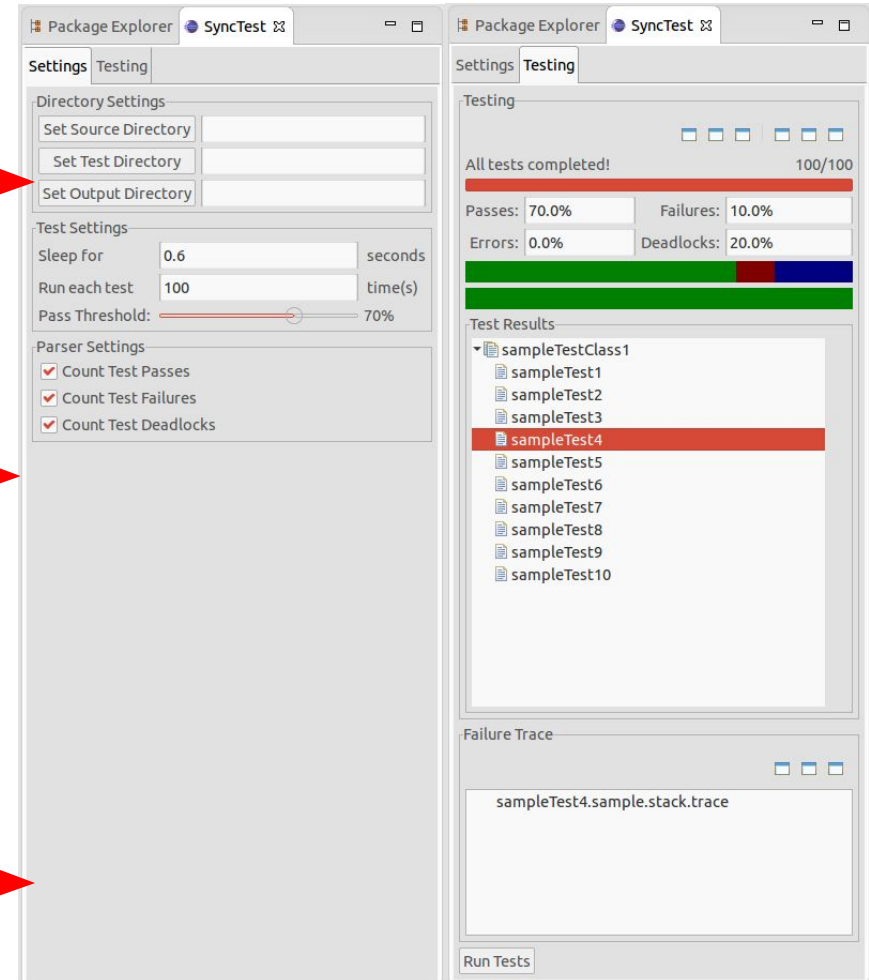 Package Explorer SyncTest
Settings Testing
Directory Settings
Set Source Directory
Set Test Directory
Set Output Directory
Test Settings
Sleep for 0.6 seconds
Run each test 100 time(s)
Pass Threshold: 70%
Parser Settings
Count Test Passes
Count Test Failures
Count Test Deadlocks
Package Explorer SyncTest
Settings Testing
Testing
All tests completed! 100/100
Passes: 70.0% Failures: 10.0%
Errors: 0.0% Deadlocks: 20.0%
Test Results
sampleTestClass1
sampleTest1
sampleTest2
sampleTest3
sampleTest4
sampleTest5
sampleTest6
sampleTest7
sampleTest8
sampleTest9
sampleTest10
Failure Trace
sampleTest4.sample.stack.trace
Run Tests